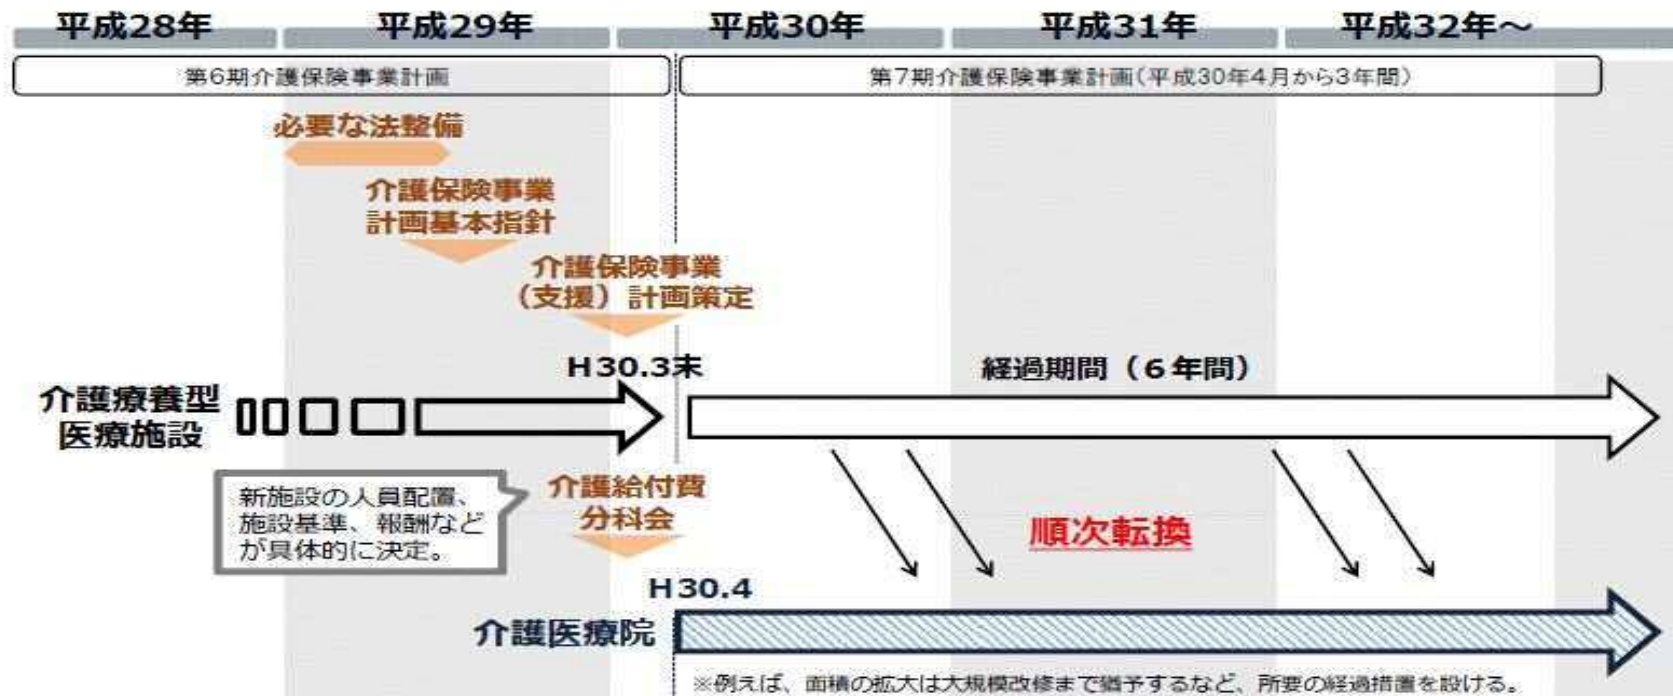 平成28年 平成29年 平成30年 平成31年 平成32年～
第6期介護保険事業計画 第7期介護保険事業計画（平成30年4月から3年間）
必要な法整備
介護保険事業
計画基本指針
介護保険事業
（支援）計画策定
H30.3末 経過期間（6年間）
介護療養型
医療施設
新施設の人員配置、
施設基準、報酬など
が具体的に決定。
介護給付費
分科会
順次転換
H30.4
介護医療院
※例えば、面積の拡大は大規模改修まで猶予するなど、所要の経過措置を設ける。